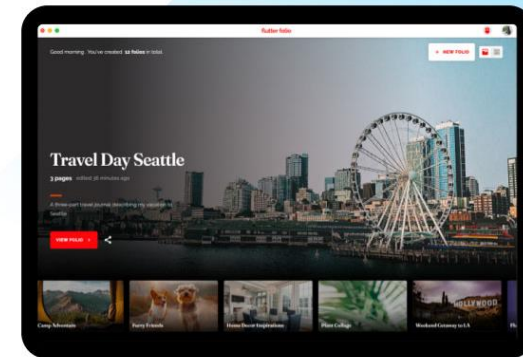 flutter folio
Good morning. You've created 12 folios in total.
+ NEW FOLIO
Travel Day Seattle
3 pages edited 36 minutes ago
A three-part travel journal describing my vacation to
Seattle
VIEW FOLIO >
Camp Adventure
Furry Friends
Home Decor Inspirations
Plant Collage
Weekend Getaway to LA
HOLLYWOOD